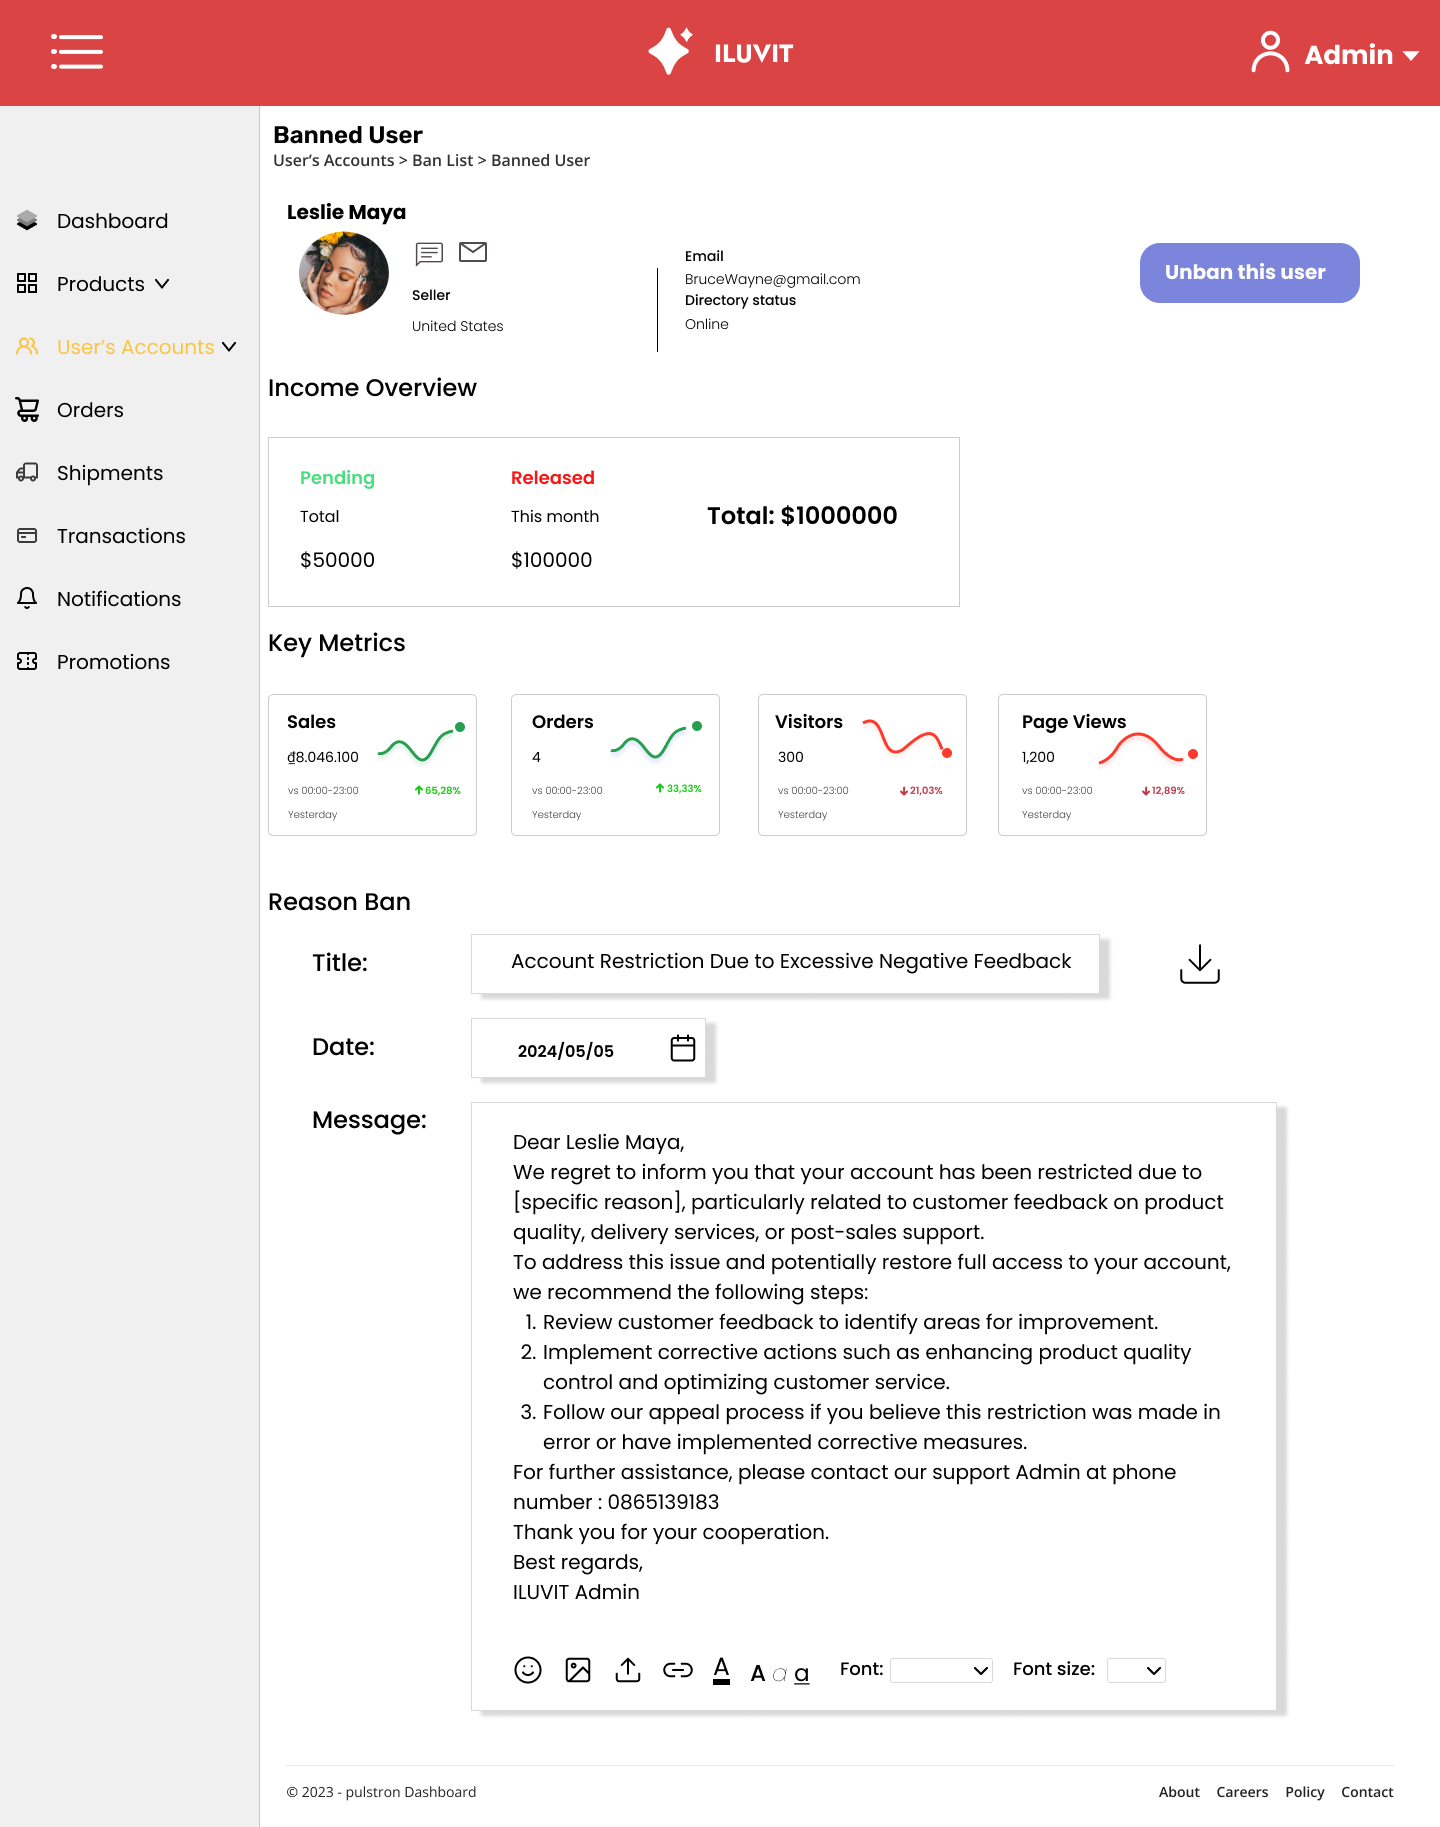 ILUVIT
Admin
Banned User
User's Accounts > Ban List > Banned User
Dashboard
Products
User's Accounts
Orders
Shipments
Transactions
Notifications
Promotions
Leslie Maya
Seller
United States
Email
BruceWayne@gmail.com
Directory status
Online
Unban this user
Income Overview
Pending
Total
$50000
Released
This month
$100000
Total: $1000000
Key Metrics
Sales
₫8.046.100
vs 00:00-23:00
Yesterday
65,28%
Orders
4
vs 00:00-23:00
Yesterday
33,33%
Visitors
300
vs 00:00-23:00
Yesterday
21,03%
Page Views
1,200
vs 00:00-23:00
Yesterday
12,89%
Reason Ban
Title:
Account Restriction Due to Excessive Negative Feedback
Date:
2024/05/05
Message:
Dear Leslie Maya,
We regret to inform you that your account has been restricted due to
[specific reason], particularly related to customer feedback on product
quality, delivery services, or post-sales support.
To address this issue and potentially restore full access to your account,
we recommend the following steps:
1. Review customer feedback to identify areas for improvement.
2. Implement corrective actions such as enhancing product quality
control and optimizing customer service.
3. Follow our appeal process if you believe this restriction was made in
error or have implemented corrective measures.
For further assistance, please contact our support Admin at phone
number : 0865139183
Thank you for your cooperation.
Best regards,
ILUVIT Admin
A A a a Font: Font size:
© 2023 - pulstron Dashboard
About Careers Policy Contact